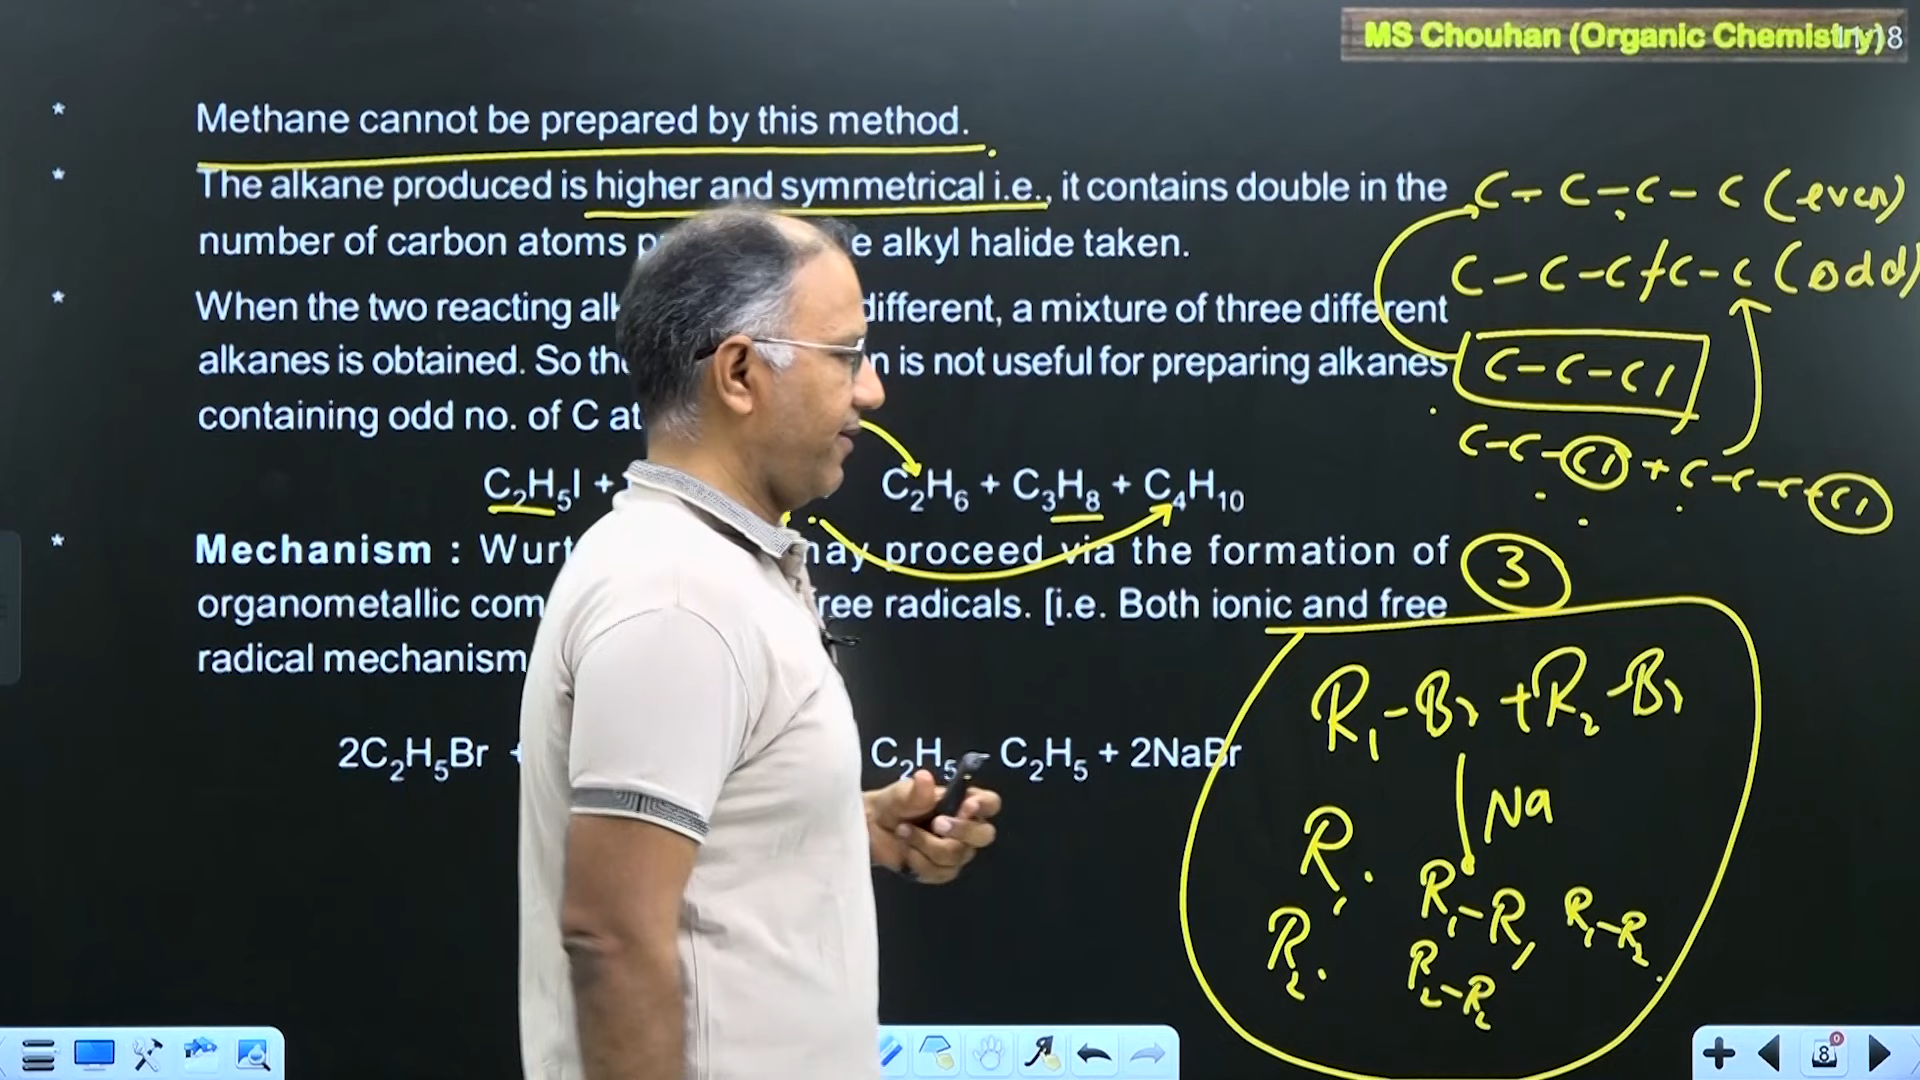 MS Chouhan (Organic Chemistry)
* Methane cannot be prepared by this method.
* The alkane produced is higher and symmetrical i.e., it contains double in the
number of carbon atoms e alkyl halide taken.
* When the two reacting different, a mixture of three different
alkanes is obtained. So is not useful for preparing alkanes
containing odd no. of C
C₂H₅I + C₂H₆ + C₃H₈ + C₄H₁₀
* Mechanism : may proceed via the formation of
organometallic free radicals. [i.e. Both ionic and free
radical mechanism
2C₂H₅Br + C₂H₅ – C₂H₅ + 2NaBr
C - C - C - C (even)
C - C - C / C - C (odd)
C - C - Cl
C - C - Cl + C - C - C - Cl
3
R₁ - Br + R₂ - Br
Na
R₁· R₁ - R₁ R₁ - R₂
R₂· R₂ - R₂
8